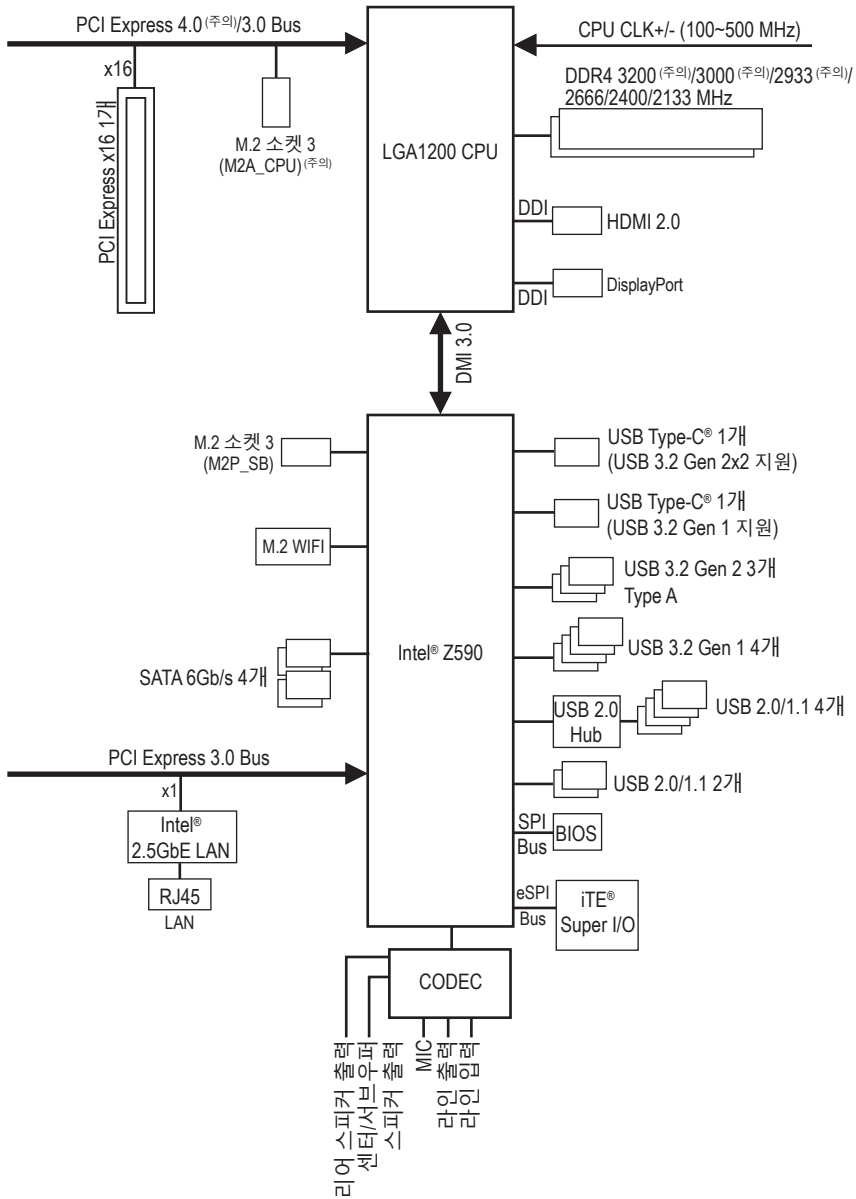 PCI Express 4.0 (주의)/3.0 Bus
CPU CLK+/- (100~500 MHz)
x16
PCI Express x16 1개
M.2 소켓 3
(M2A_CPU) (주의)
LGA1200 CPU
DDR4 3200 (주의)/3000 (주의)/2933 (주의)/
2666/2400/2133 MHz
DDI
HDMI 2.0
DDI
DisplayPort
DMI 3.0
M.2 소켓 3
(M2P_SB)
M.2 WIFI
SATA 6Gb/s 4개
Intel® Z590
USB Type-C® 1개
(USB 3.2 Gen 2x2 지원)
USB Type-C® 1개
(USB 3.2 Gen 1 지원)
USB 3.2 Gen 2 3개
Type A
USB 3.2 Gen 1 4개
USB 2.0
Hub
USB 2.0/1.1 4개
USB 2.0/1.1 2개
PCI Express 3.0 Bus
x1
Intel®
2.5GbE LAN
RJ45
LAN
SPI
Bus
BIOS
eSPI
Bus
iTE®
Super I/O
CODEC
리어 스피커 출력
센터/서브우퍼
스피커 출력
MIC
라인 출력
라인 입력